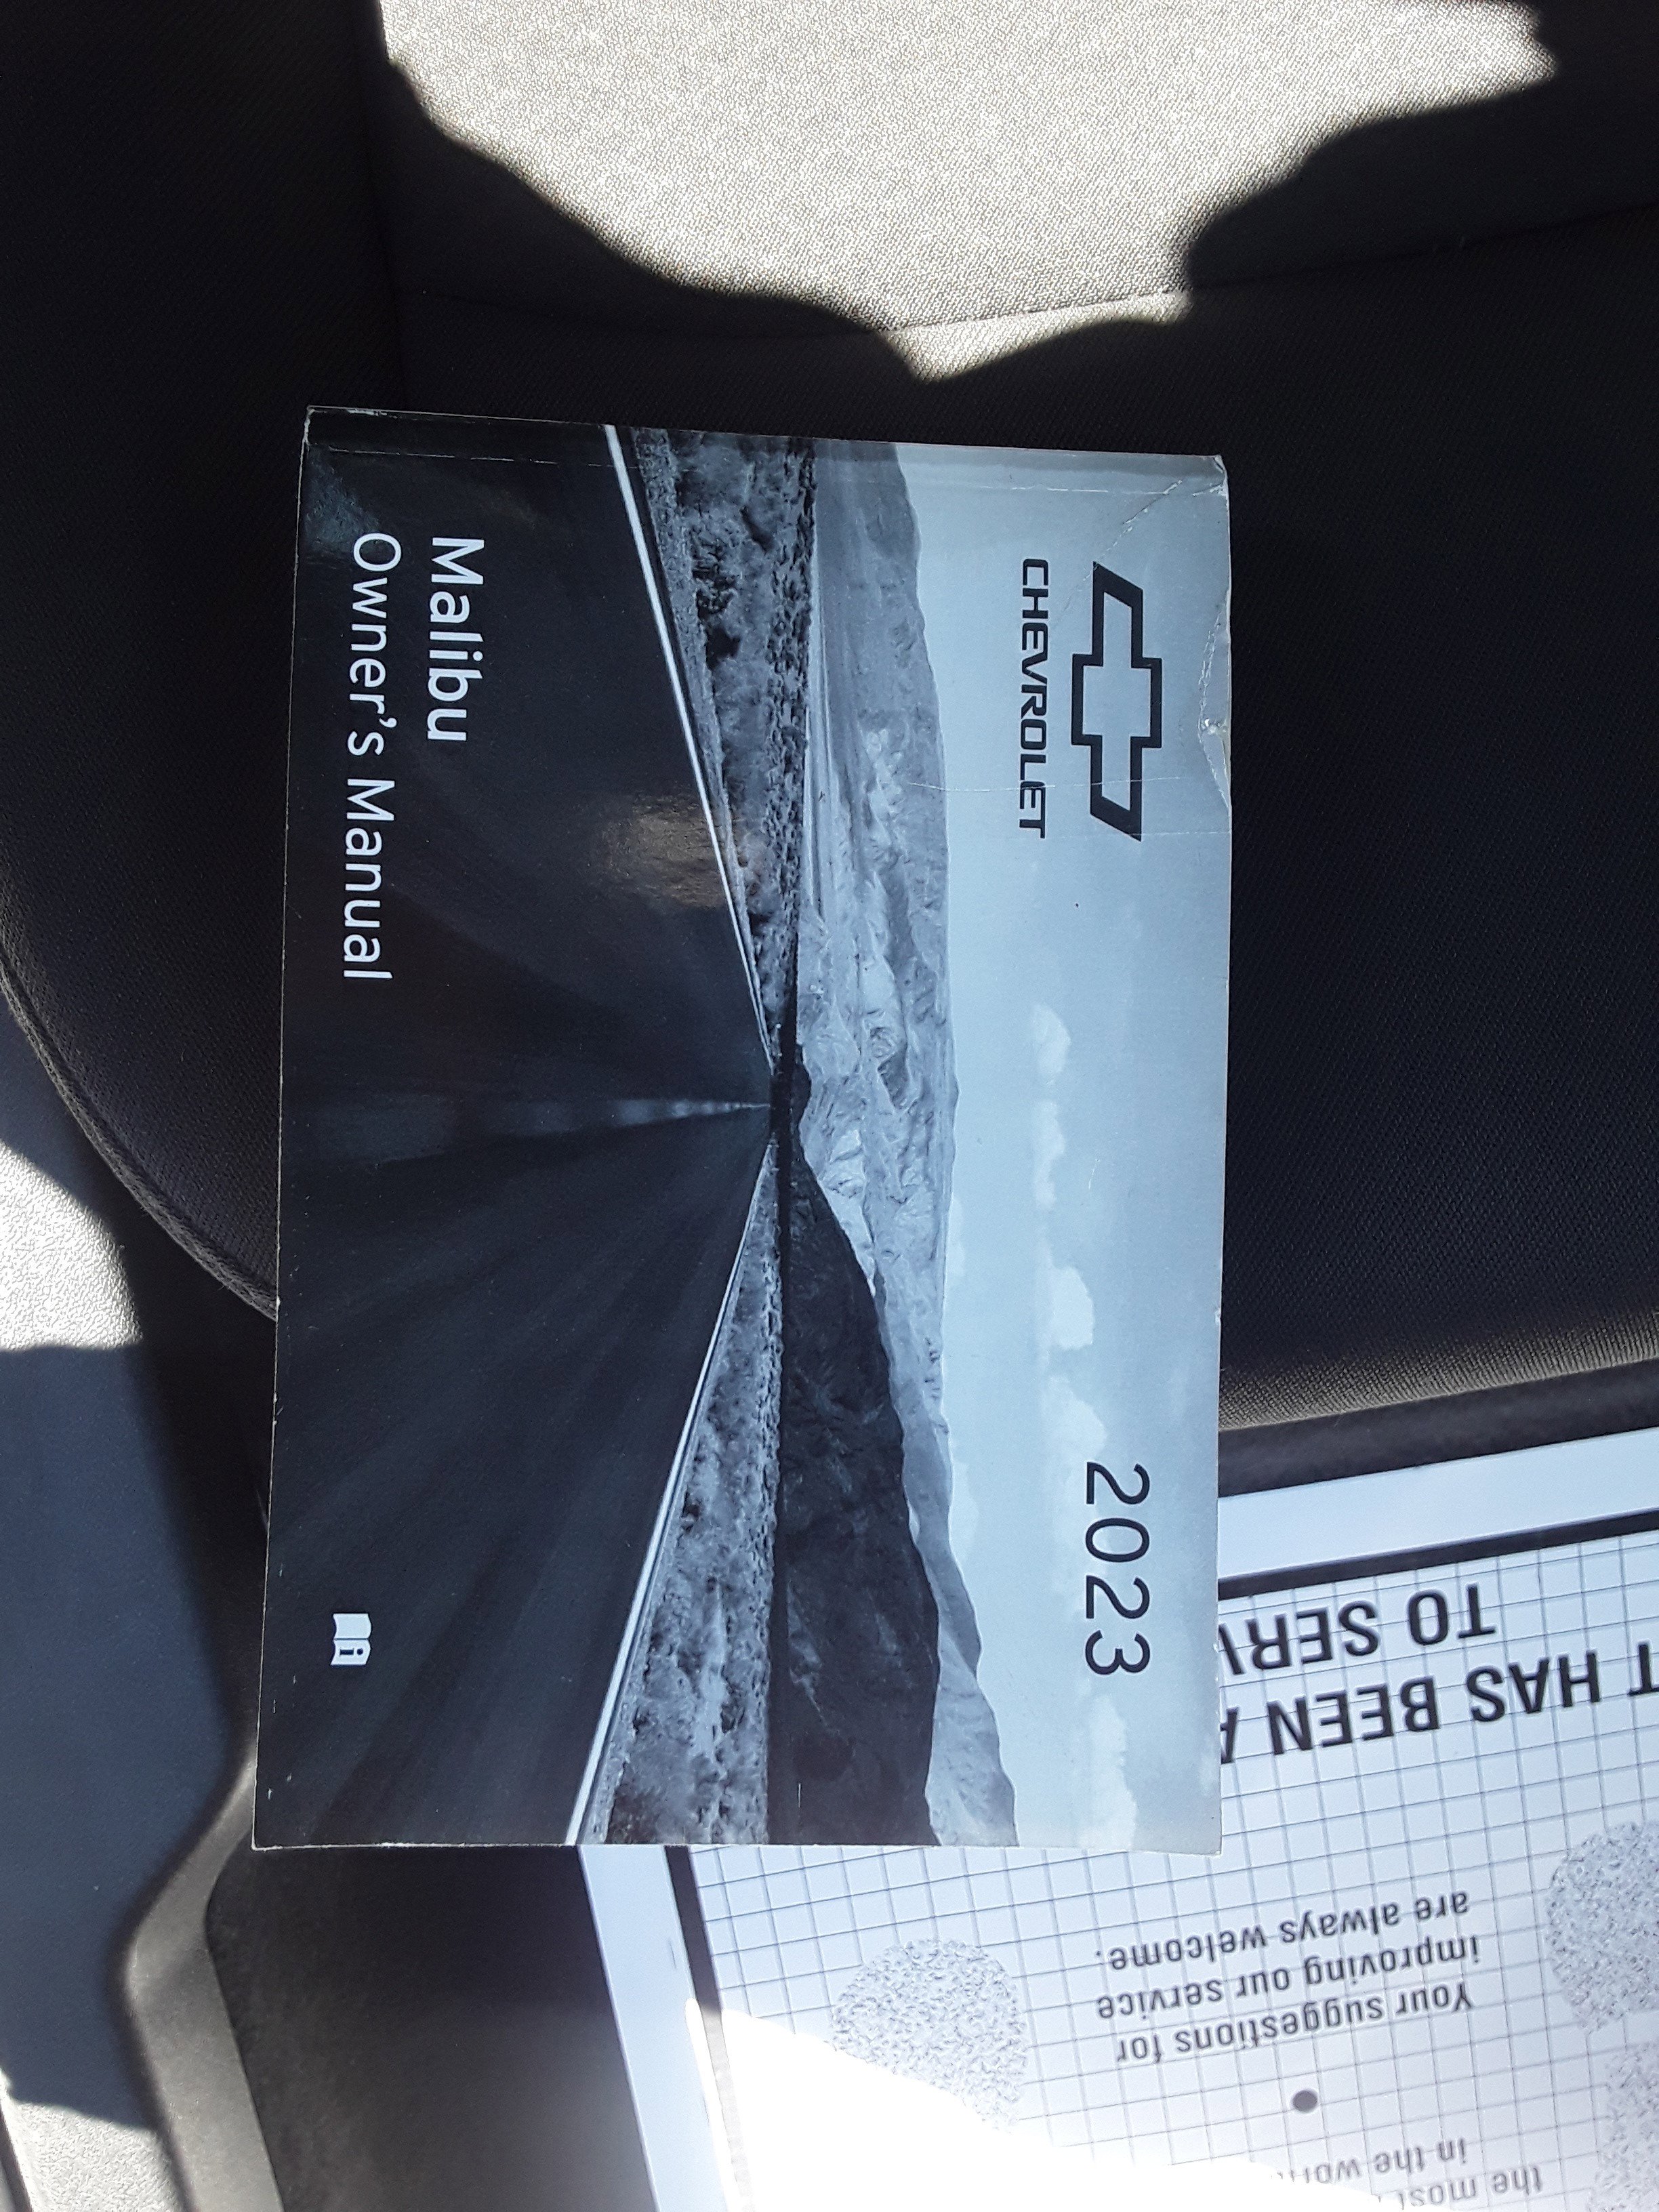 CHEVROLET
2023
Malibu
Owner's Manual
i
the most
in the
Your suggestions for
improving our service
are always welcome.
T HAS BEEN A
TO SERV